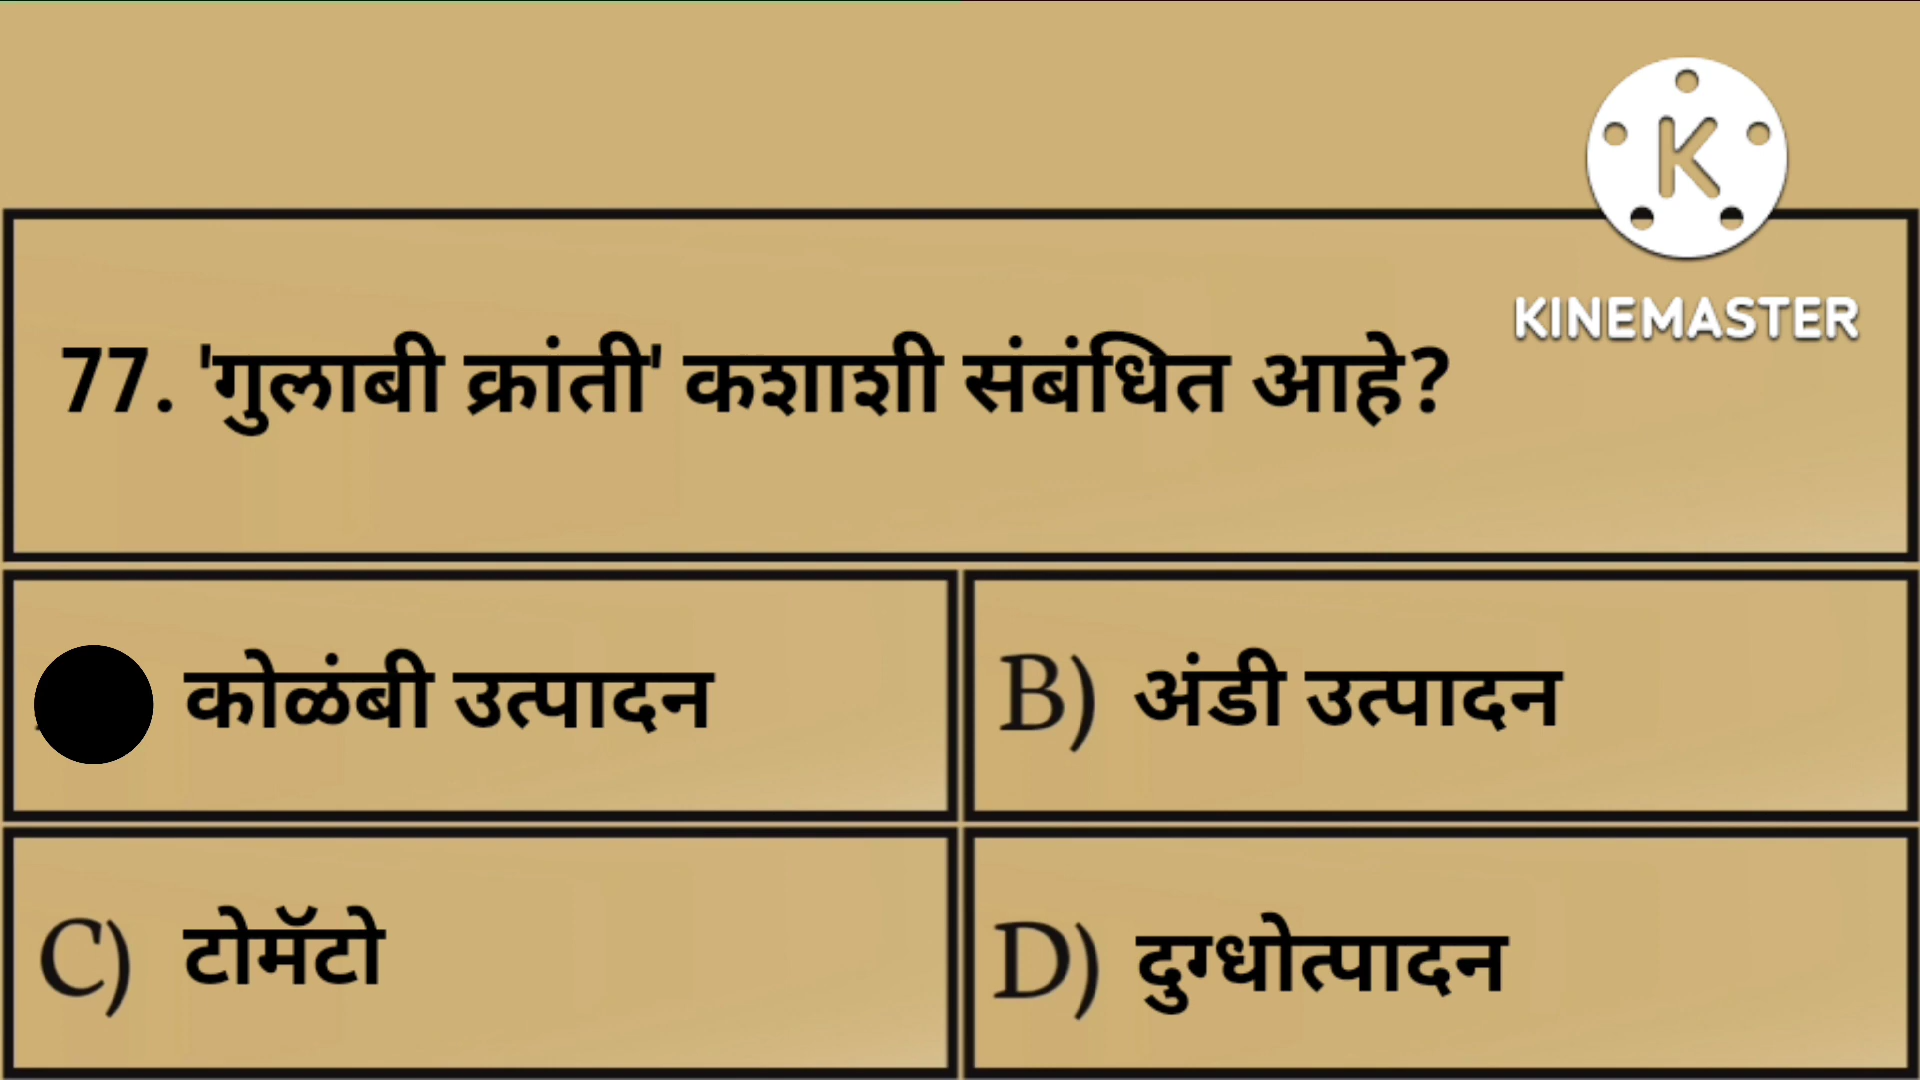 K
KINEMASTER
77. 'गुलाबी क्रांती' कशाशी संबंधित आहे?
कोळंबी उत्पादन
B) अंडी उत्पादन
C) टोमॅटो
D) दुग्धोत्पादन